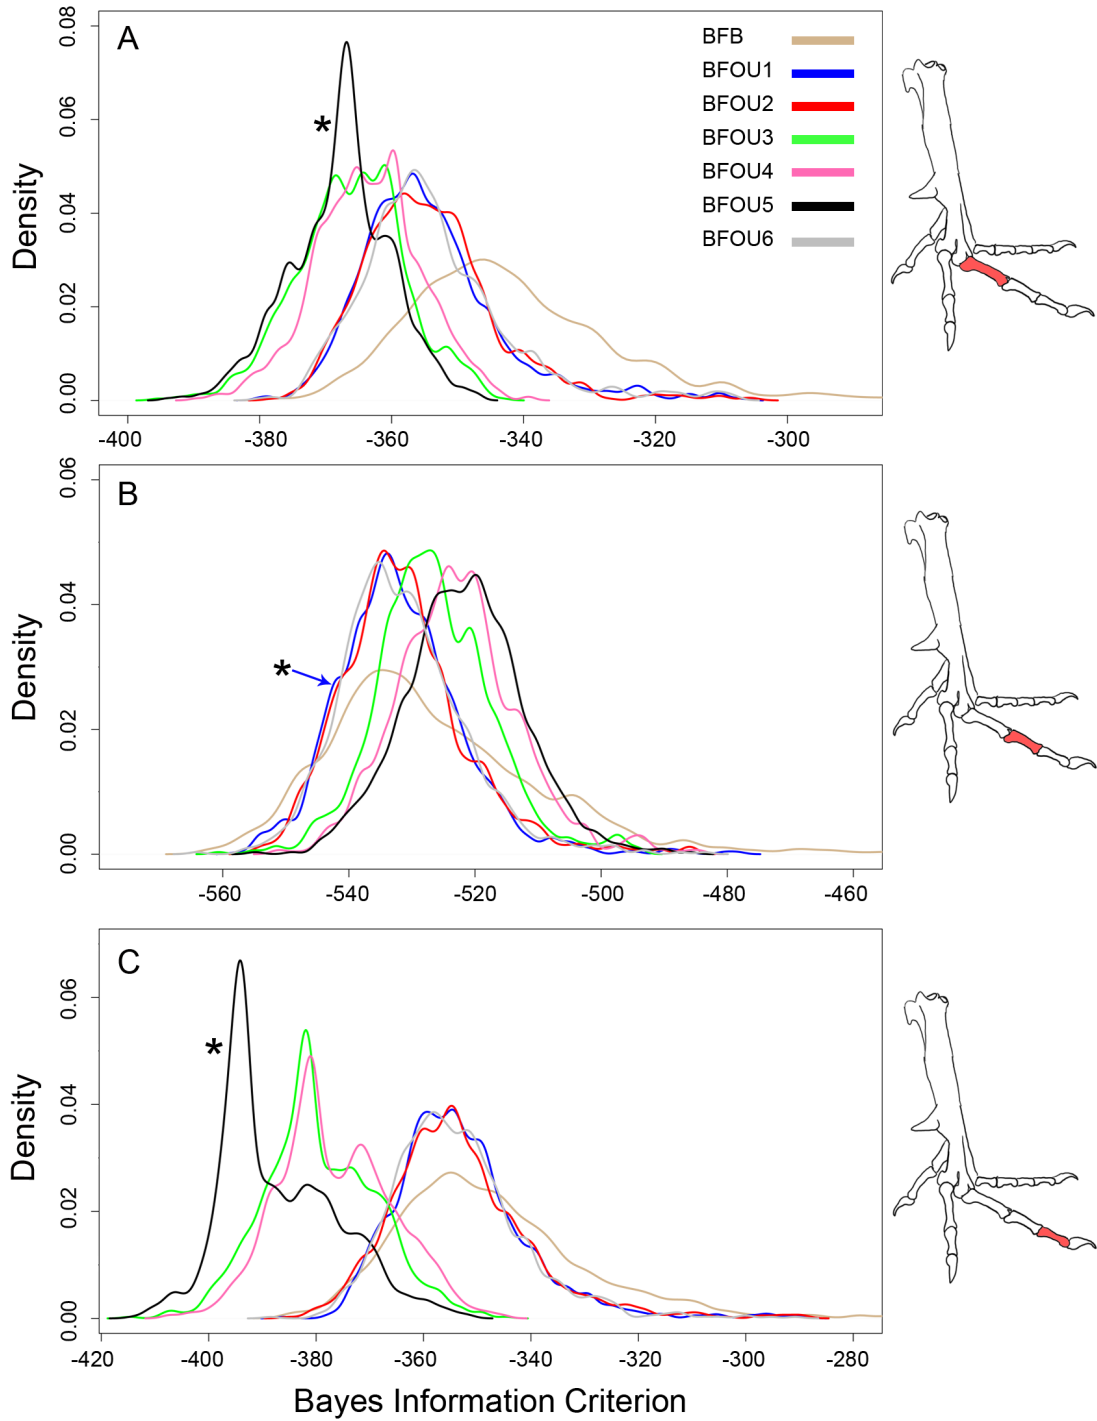 A
BFB
BFOU1
BFOU2
BFOU3
BFOU4
BFOU5
BFOU6
*
Density
0.08
0.06
0.04
0.02
0.00
-400 -380 -360 -340 -320 -300
B
*
Density
0.06
0.04
0.02
0.00
-560 -540 -520 -500 -480 -460
C
*
Density
0.06
0.04
0.02
0.00
-420 -400 -380 -360 -340 -320 -300 -280
Bayes Information Criterion